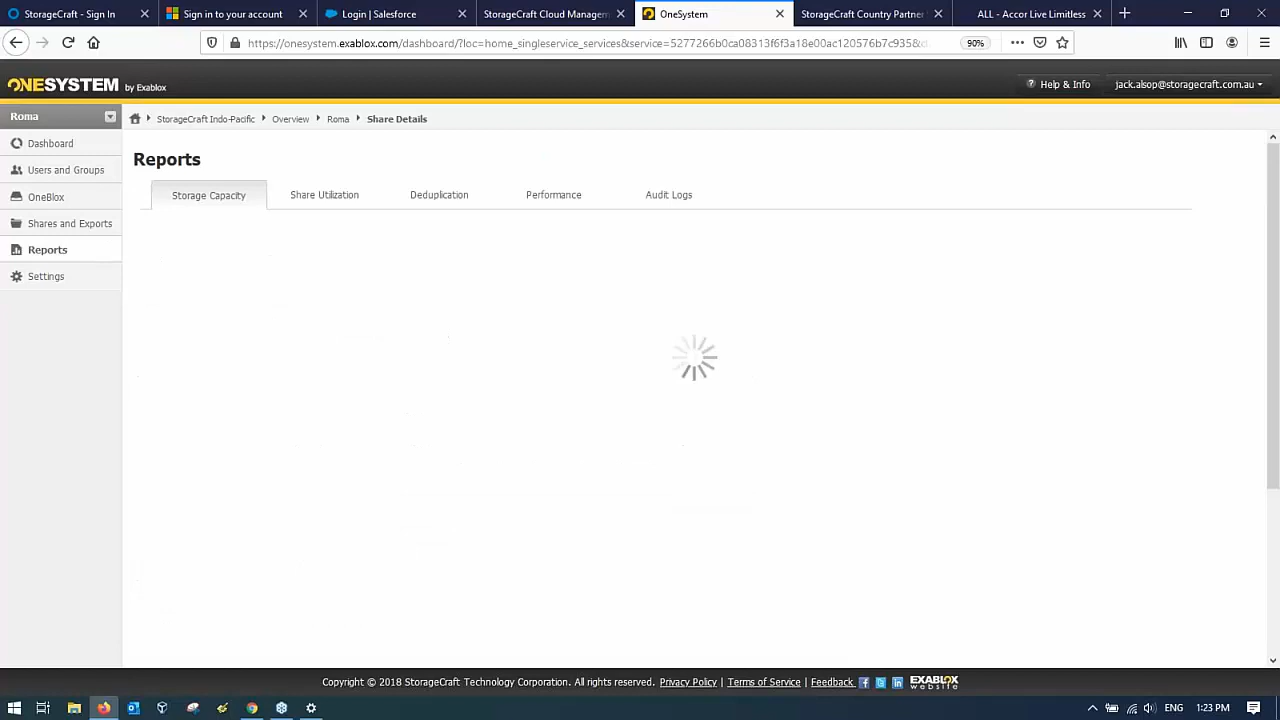 StorageCraft - Sign In
Sign in to your account
Login | Salesforce
StorageCraft Cloud Managem
OneSystem
StorageCraft Country Partner
ALL - Accor Live Limitless
https://onesystem.exablox.com/dashboard/?loc=home_singleservice_services&service=5277266b0ca08313f6f3a18e00ac120576b7c935&
90%
ONESYSTEM by Exablox
Help & Info
jack.alsop@storagecraft.com.au
Roma
StorageCraft Indo-Pacific
Overview
Roma
Share Details
Dashboard
Users and Groups
OneBlox
Shares and Exports
Reports
Settings
Reports
Storage Capacity
Share Utilization
Deduplication
Performance
Audit Logs
Copyright © 2018 StorageCraft Technology Corporation. All rights reserved. Privacy Policy | Terms of Service | Feedback
EXABLOX
website
ENG
1:23 PM